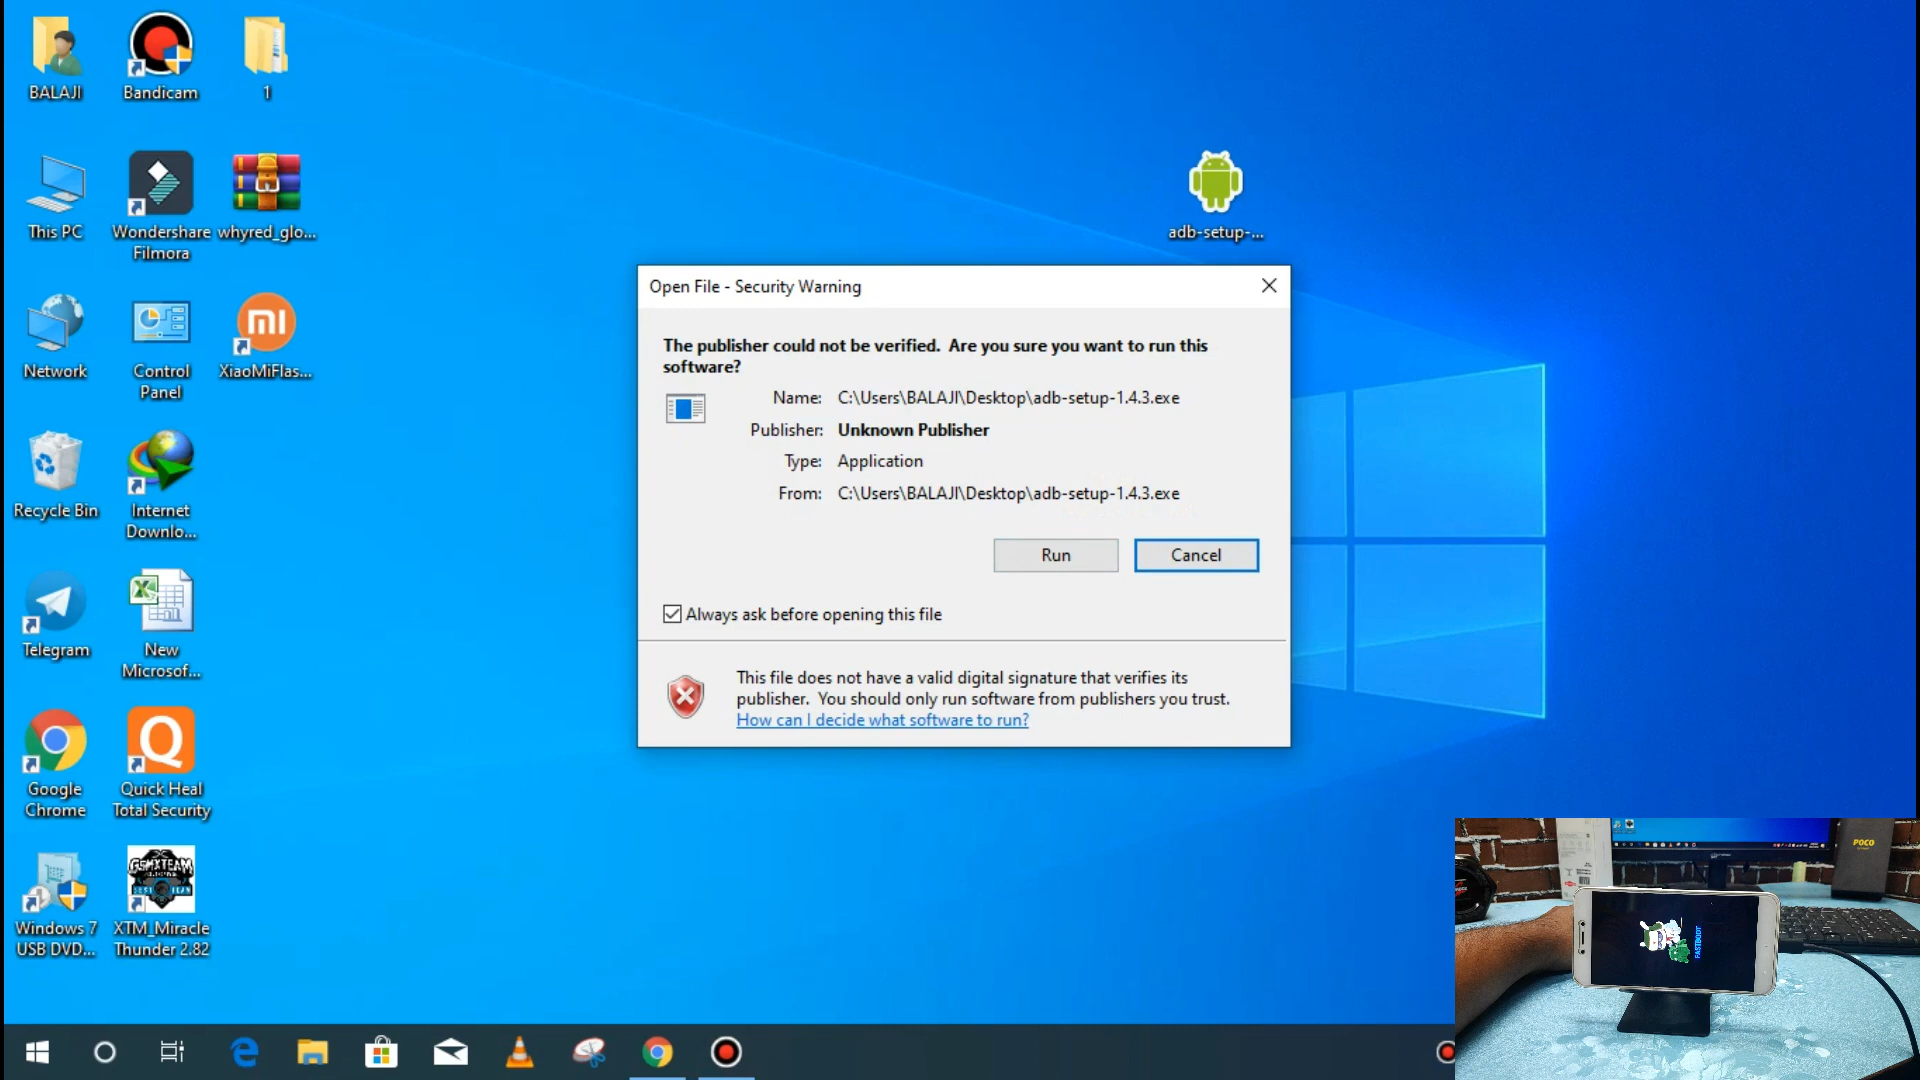 BALAJI
Bandicam
1
This PC
Wondershare
Filmora
whyred_glo...
adb-setup-...
Network
Control
Panel
XiaoMiFlas...
Recycle Bin
Internet
Downlo...
Telegram
New
Microsof...
Google
Chrome
Quick Heal
Total Security
Windows 7
USB DVD...
GSMXTEAM
XTM_Miracle
Thunder 2.82
Open File - Security Warning
The publisher could not be verified.  Are you sure you want to run this
software?
Name: C:\Users\BALAJI\Desktop\adb-setup-1.4.3.exe
Publisher: Unknown Publisher
Type: Application
From: C:\Users\BALAJI\Desktop\adb-setup-1.4.3.exe
Run
Cancel
Always ask before opening this file
This file does not have a valid digital signature that verifies its
publisher.  You should only run software from publishers you trust.
How can I decide what software to run?
POCO
FASTBOOT